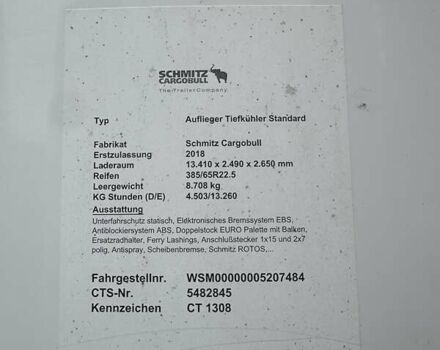 SCHMITZ
CARGOBULL
The Trailer Company.
Typ Auflieger Tiefkühler Standard
Fabrikat Schmitz Cargobull
Erstzulassung 2018
Laderaum 13.410 x 2.490 x 2.650 mm
Reifen 385/65R22.5
Leergewicht 8.708 kg
KG Stunden (D/E) 4.503/13.260
Ausstattung
Unterfahrschutz statisch, Elektronisches Bremssystem EBS,
Antiblockiersystem ABS, Doppelstock EURO Palette mit Balken,
Ersatzradhalter, Ferry Lashings, Anschlußstecker 1x15 und 2x7
polig, Antispray, Scheibenbremse, Schmitz ROTOS,...
Fahrgestellnr. WSM00000005207484
CTS-Nr. 5482845
Kennzeichen CT 1308